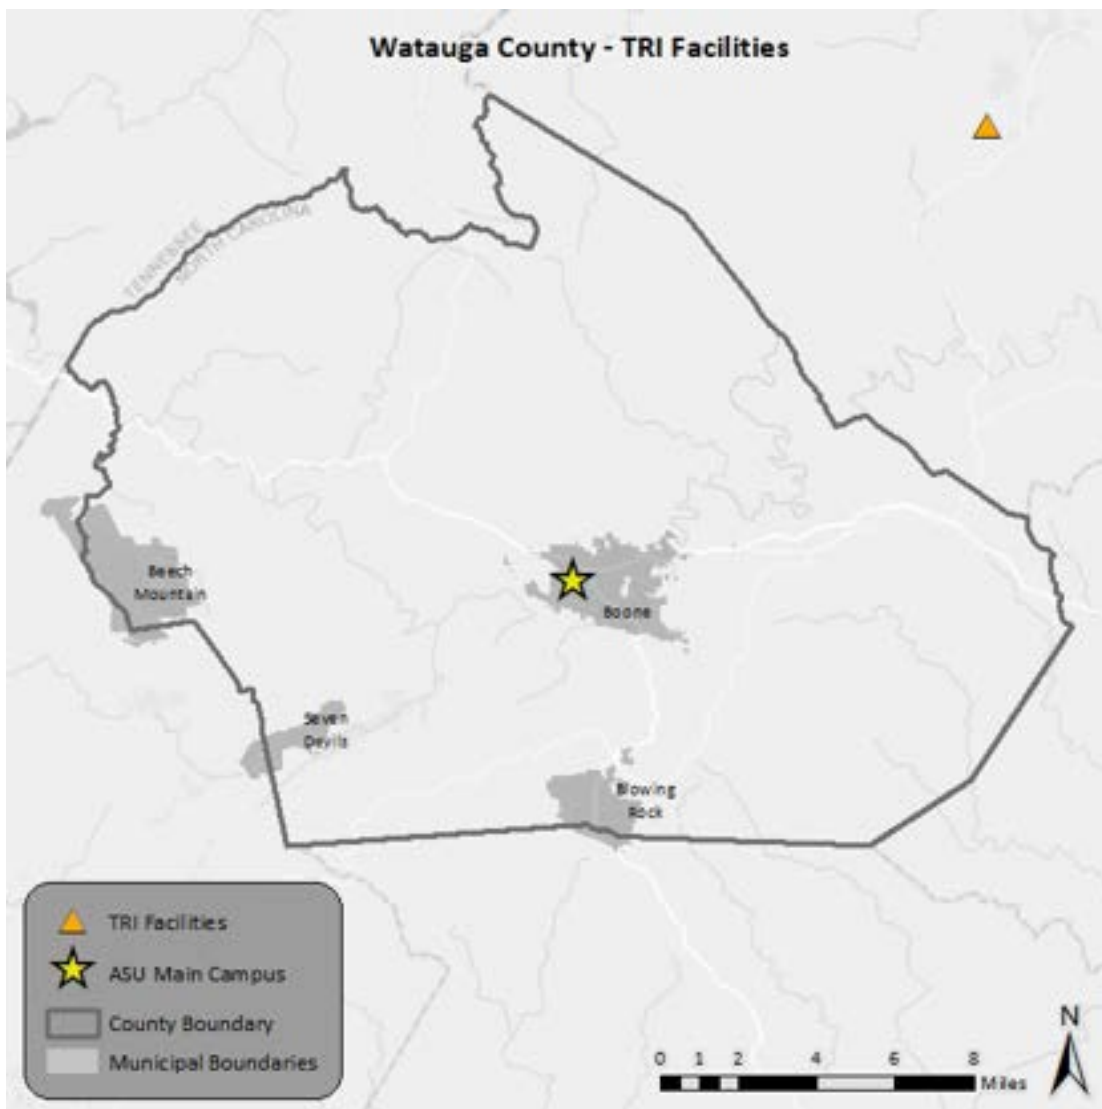 Watauga County - TRI Facilities
TENNESSEE
NORTH CAROLINA
Beech
Mountain
Boone
Seven
Devils
Blowing
Rock
TRI Facilities
ASU Main Campus
County Boundary
Municipal Boundaries
N
0 1 2 4 6 8
Miles